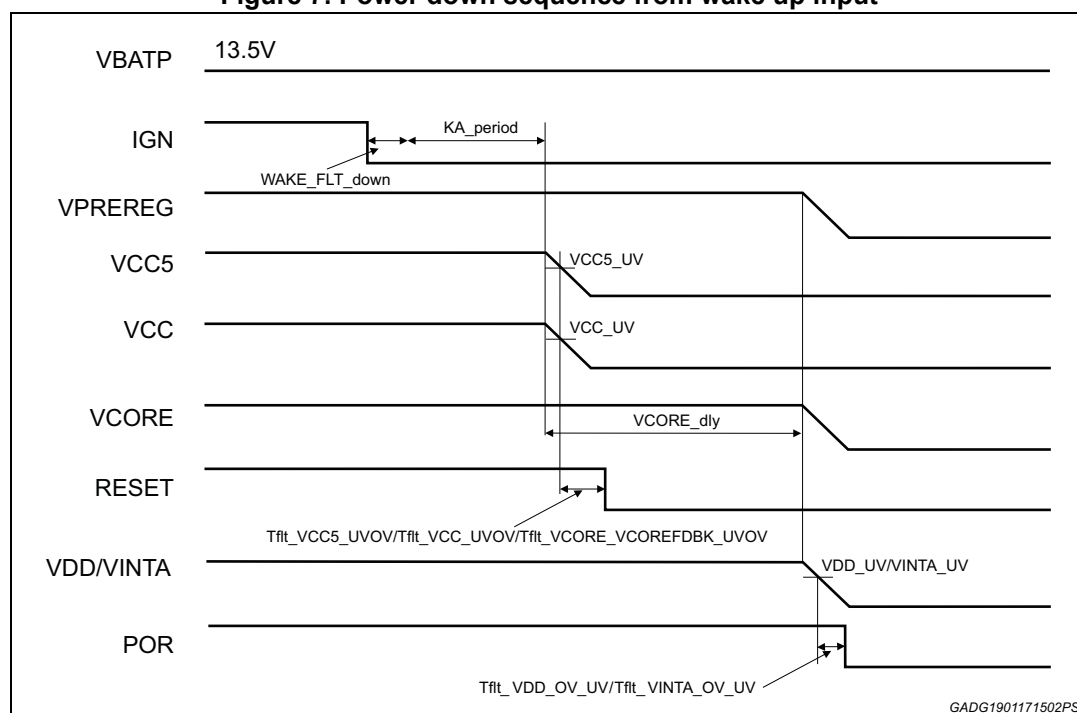 Figure 7. Power down sequence from wake up input
VBATP
13.5V
IGN
KA_period
WAKE_FLT_down
VPREREG
VCC5
VCC5_UV
VCC
VCC_UV
VCORE
VCORE_dly
RESET
Tflt_VCC5_UVOV/Tflt_VCC_UVOV/Tflt_VCORE_VCOREFDBK_UVOV
VDD/VINTA
VDD_UV/VINTA_UV
POR
Tflt_VDD_OV_UV/Tflt_VINTA_OV_UV
GADG1901171502PS